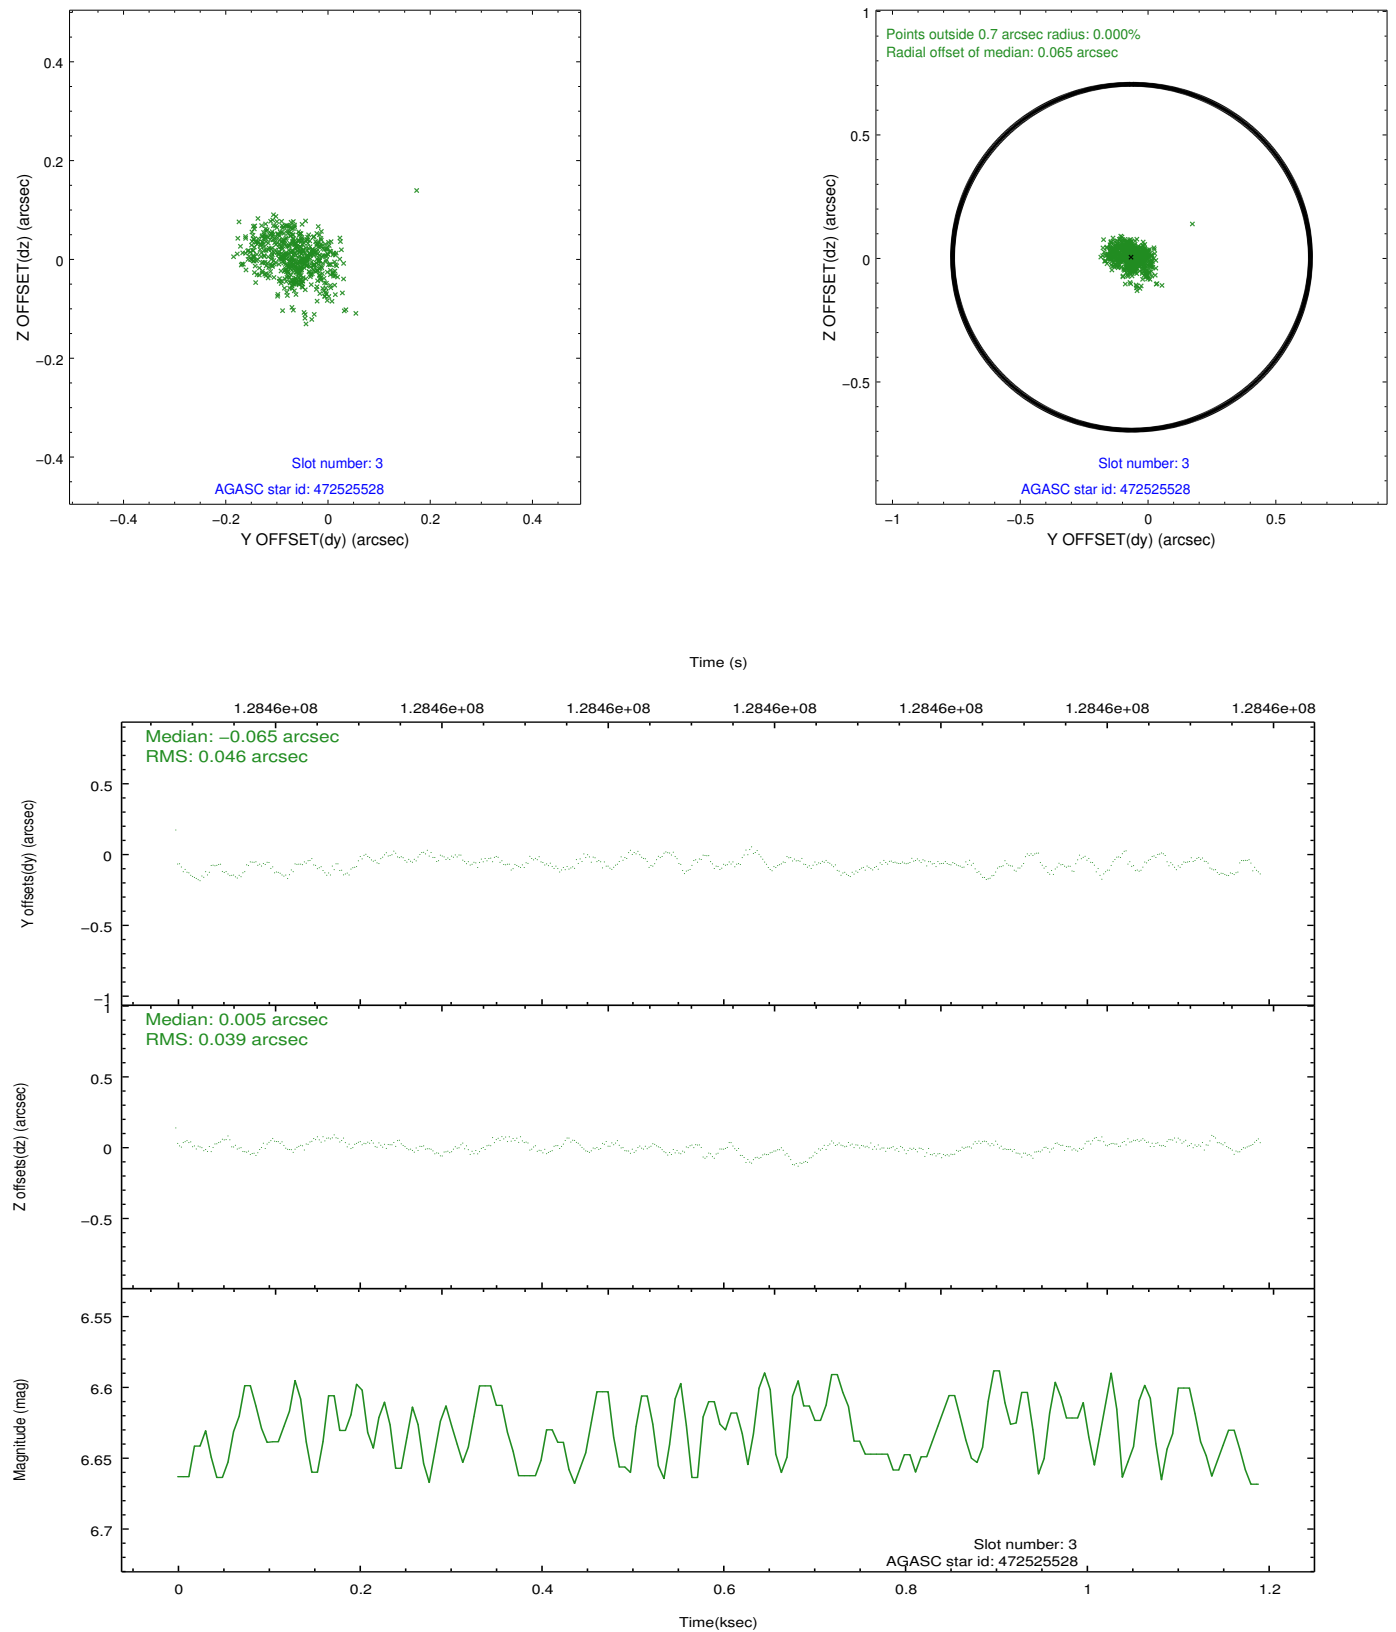 0.4
0.2
0
−0.2
−0.4
Z OFFSET(dz) (arcsec)
Slot number: 3
AGASC star id: 472525528
−0.4
−0.2
0
0.2
0.4
Y OFFSET(dy) (arcsec)
Points outside 0.7 arcsec radius: 0.000%
Radial offset of median: 0.065 arcsec
1
0.5
0
−0.5
Z OFFSET(dz) (arcsec)
Slot number: 3
AGASC star id: 472525528
−1
−0.5
0
0.5
Y OFFSET(dy) (arcsec)
Time (s)
1.2846e+08
1.2846e+08
1.2846e+08
1.2846e+08
1.2846e+08
1.2846e+08
1.2846e+08
Median: −0.065 arcsec
RMS: 0.046 arcsec
0.5
0
−0.5
−1
Y offsets(dy) (arcsec)
Median: 0.005 arcsec
RMS: 0.039 arcsec
1
0.5
0
−0.5
Z offsets(dz) (arcsec)
6.55
6.6
6.65
6.7
Magnitude (mag)
Slot number: 3
AGASC star id: 472525528
0
0.2
0.4
0.6
0.8
1
1.2
Time(ksec)